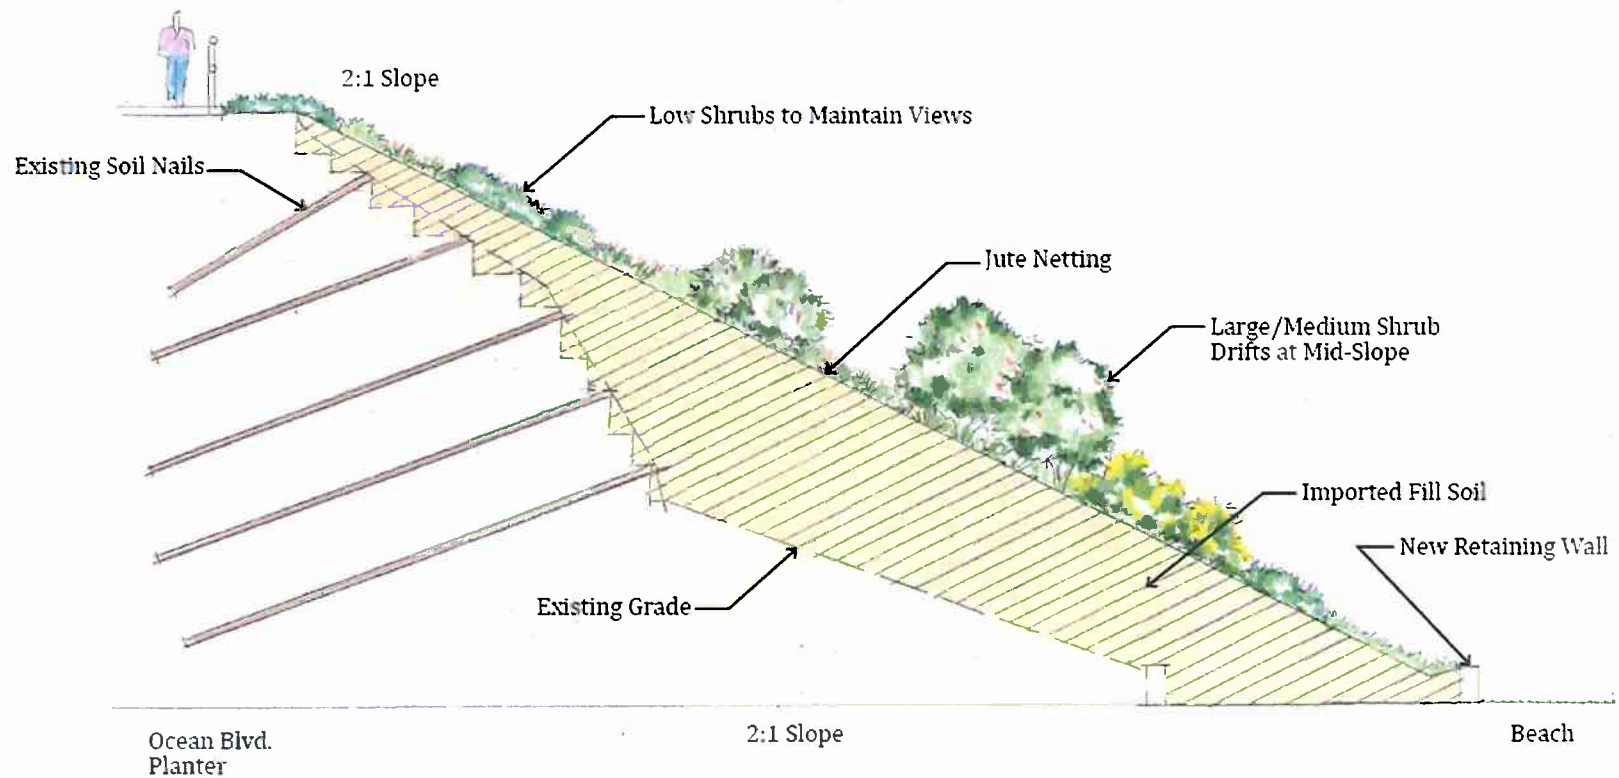 2:1 Slope
Low Shrubs to Maintain Views
Existing Soil Nails
Jute Netting
Large/Medium Shrub
Drifts at Mid-Slope
Imported Fill Soil
New Retaining Wall
Existing Grade
Ocean Blvd.
Planter
2:1 Slope
Beach